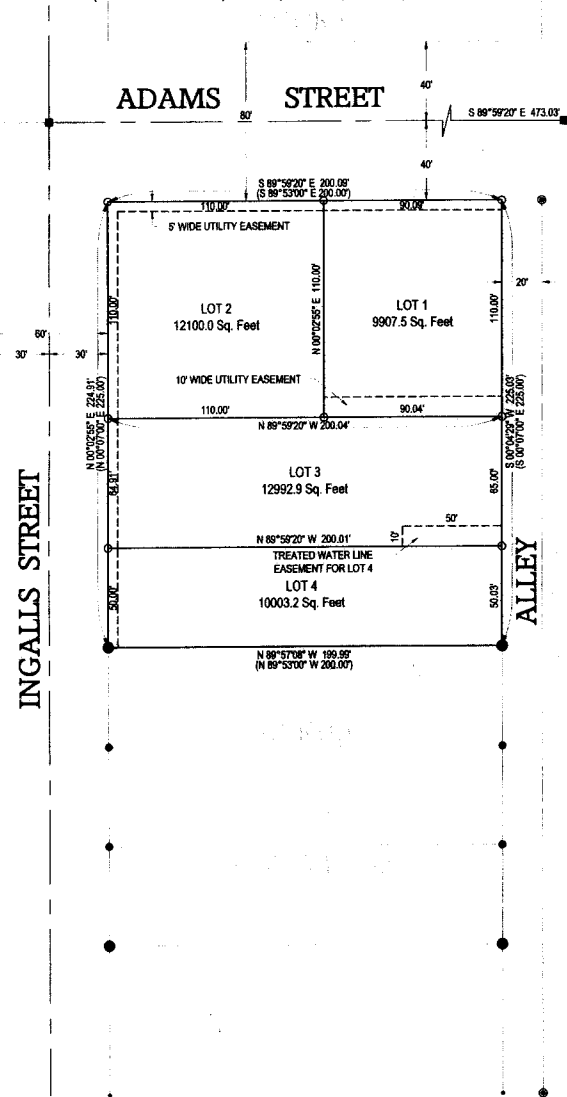 ADAMS STREET
80'
40'
S 89°59'20" E 473.03'
40'
S 89°59'20" E 200.09'
(S 89°53'00" E 200.00')
110.00'
90.09'
5' WIDE UTILITY EASEMENT
20'
LOT 2
12100.0 Sq. Feet
LOT 1
9907.5 Sq. Feet
110.00'
N 00°02'55" E 110.00'
110.00'
60'
30'
30'
10' WIDE UTILITY EASEMENT
110.00'
90.04'
N 89°59'20" W 200.04'
N 00°02'55" E 224.91'
(N 00°07'00" E 225.00')
S 00°04'29" W 225.03'
(S 00°07'00" E 225.00')
LOT 3
12992.9 Sq. Feet
64.91'
65.00'
50'
10'
N 89°59'20" W 200.01'
TREATED WATER LINE
EASEMENT FOR LOT 4
LOT 4
10003.2 Sq. Feet
50.00'
50.03'
INGALLS STREET
ALLEY
N 89°57'08" W 199.99'
(N 89°53'00" W 200.00')